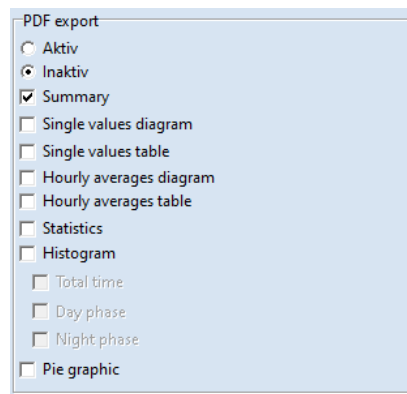 PDF export
Aktiv
Inaktiv
Summary
Single values diagram
Single values table
Hourly averages diagram
Hourly averages table
Statistics
Histogram
Total time
Day phase
Night phase
Pie graphic